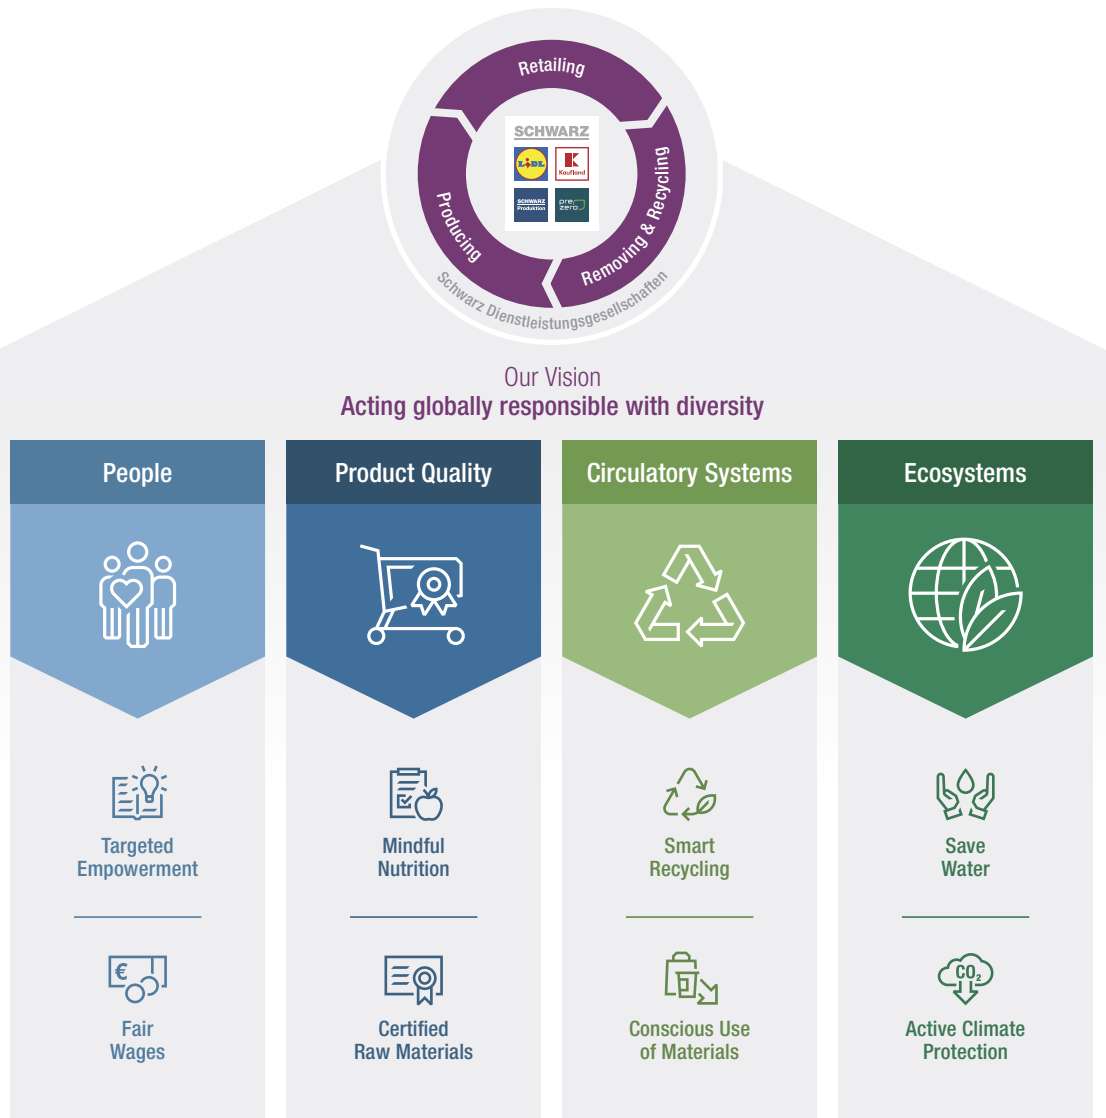 Retailing
Producing
Removing & Recycling
SCHWARZ
LIDL
K
Kaufland
SCHWARZ
Produktion
pre
zero
Schwarz Dienstleistungsgesellschaften
Our Vision
Acting globally responsible with diversity
People
Product Quality
Circulatory Systems
Ecosystems
Targeted
Empowerment
Mindful
Nutrition
Smart
Recycling
Save
Water
€
CO₂
Fair
Wages
Certified
Raw Materials
Conscious Use
of Materials
Active Climate
Protection